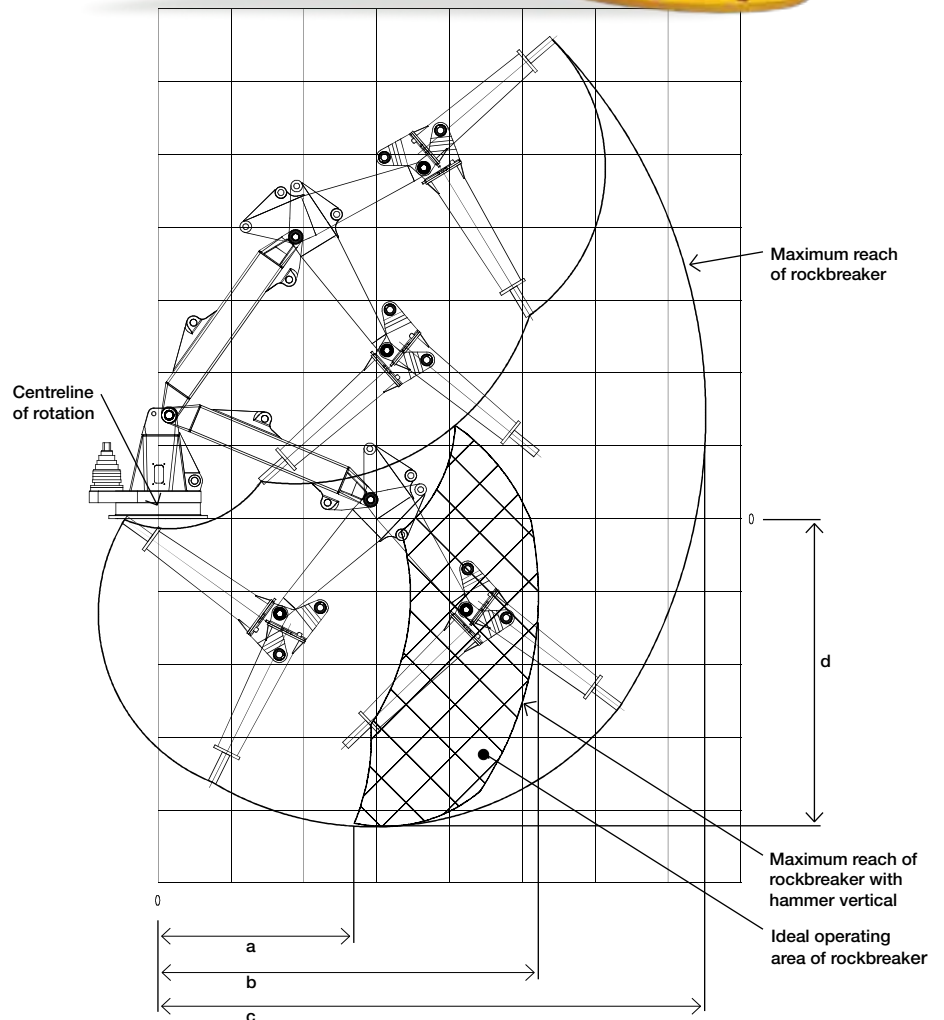 Maximum reach
of rockbreaker
Centreline
of rotation
0
d
Maximum reach of
rockbreaker with
hammer vertical
0
Ideal operating
area of rockbreaker
a
b
c